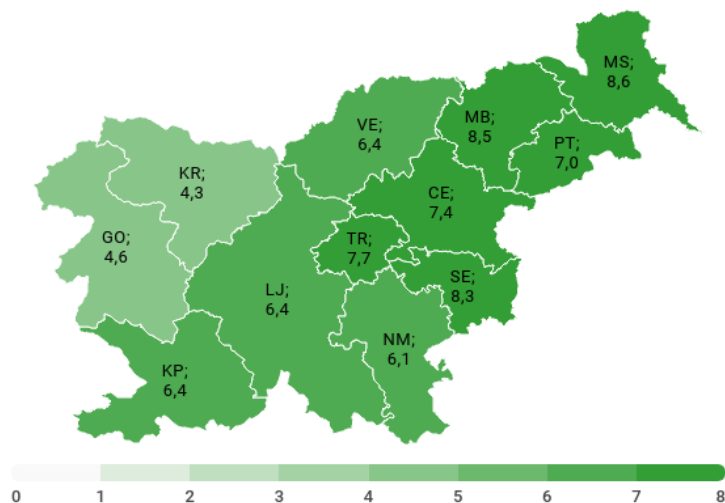 MS;
8,6
MB;
8,5
VE;
6,4
PT;
7,0
KR;
4,3
CE;
7,4
GO;
4,6
TR;
7,7
SE;
8,3
LJ;
6,4
NM;
6,1
KP;
6,4
0 1 2 3 4 5 6 7 8